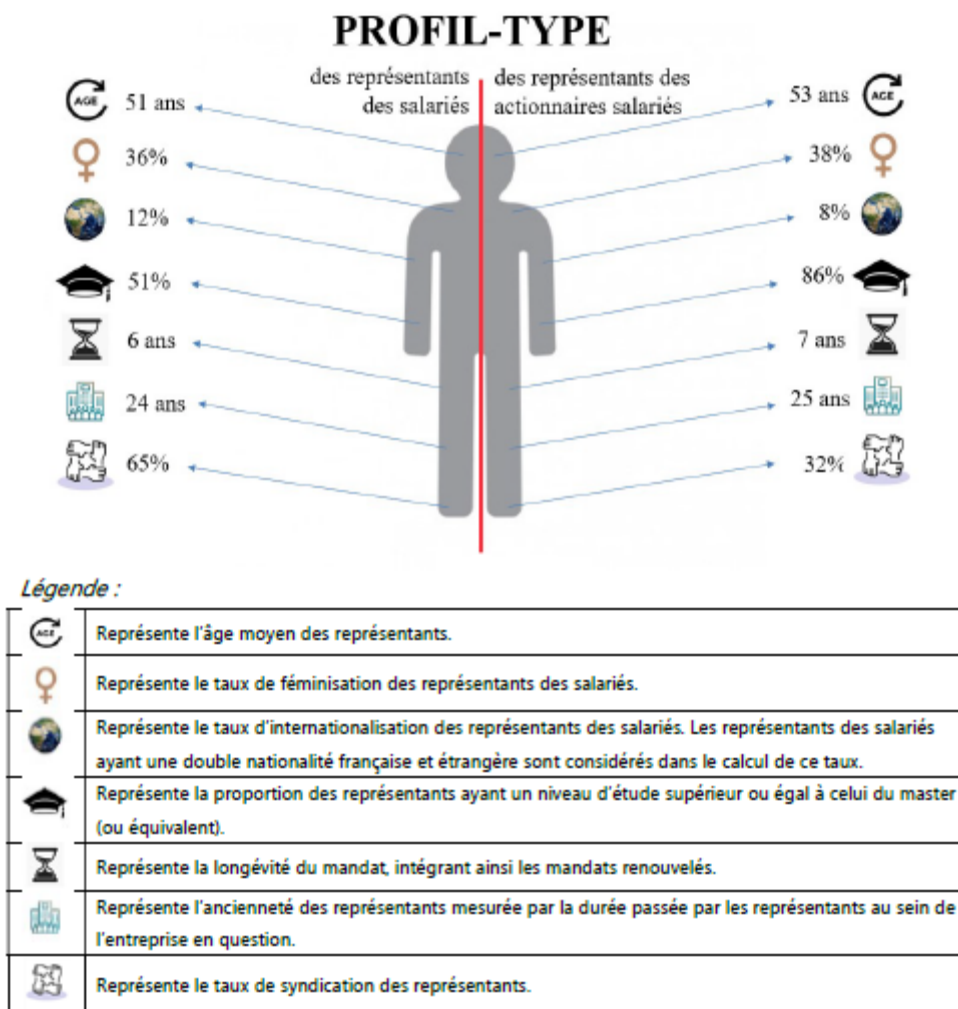 PROFIL-TYPE
des représentants
des salariés
des représentants des
actionnaires salariés
AGE 51 ans
53 ans AGE
36%
38%
12%
8%
51%
86%
6 ans
7 ans
24 ans
25 ans
65%
32%
Légende :
AGE Représente l'âge moyen des représentants.
Représente le taux de féminisation des représentants des salariés.
Représente le taux d'internationalisation des représentants des salariés. Les représentants des salariés
ayant une double nationalité française et étrangère sont considérés dans le calcul de ce taux.
Représente la proportion des représentants ayant un niveau d'étude supérieur ou égal à celui du master
(ou équivalent).
Représente la longévité du mandat, intégrant ainsi les mandats renouvelés.
Représente l'ancienneté des représentants mesurée par la durée passée par les représentants au sein de
l'entreprise en question.
Représente le taux de syndication des représentants.